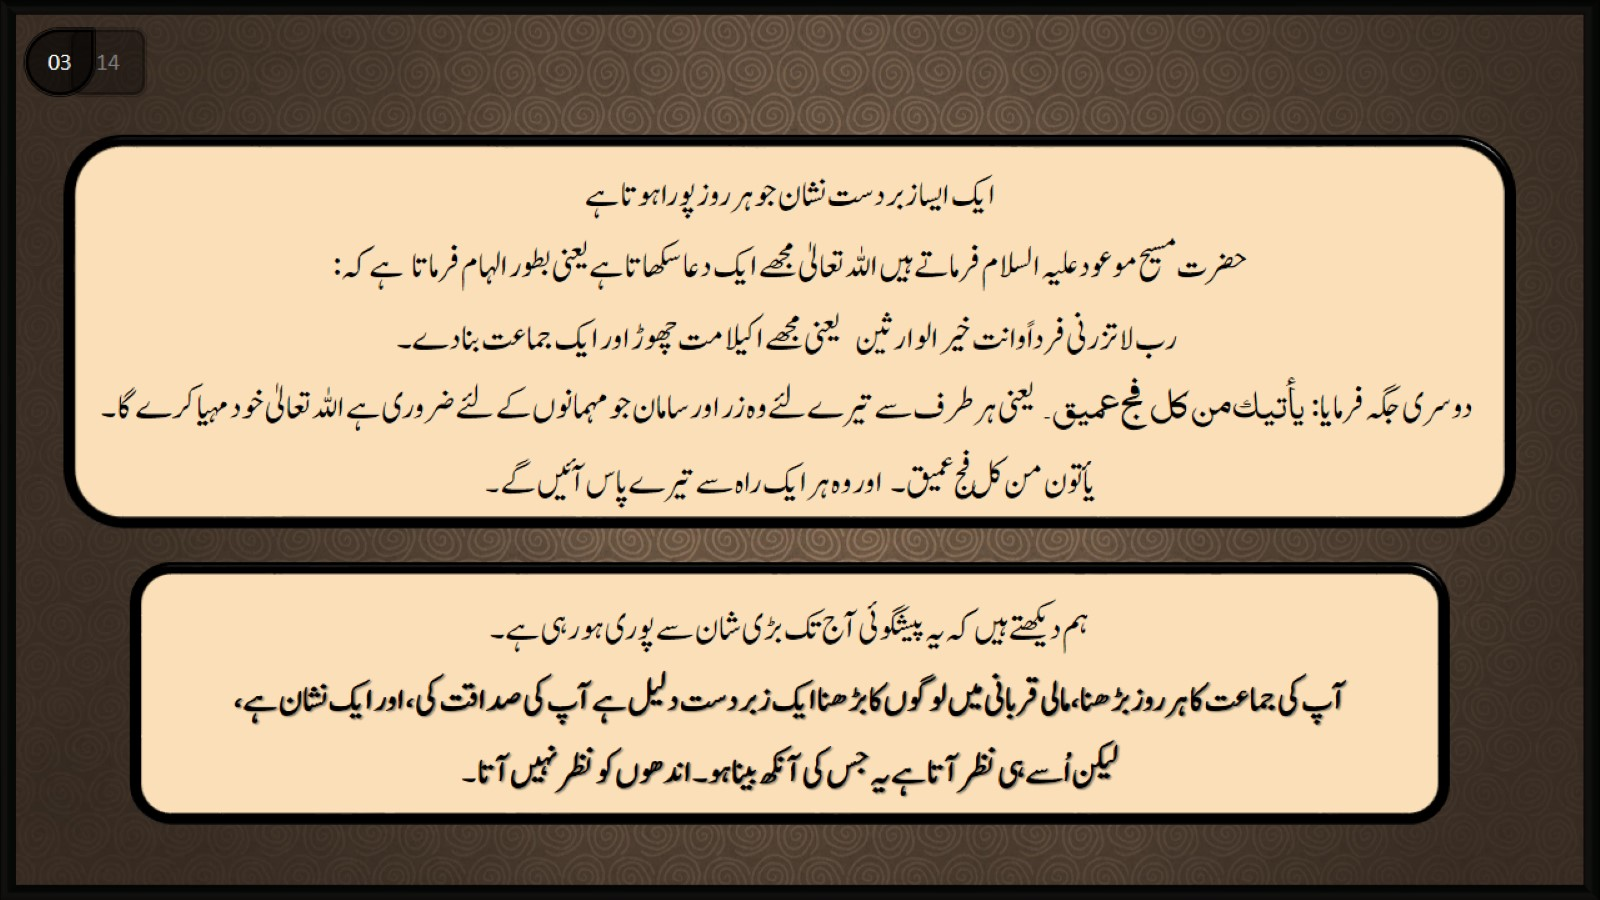 03 14
ایک ایسا زبردست نشان جو ہر روز پورا ہوتا ہے
حضرت مسیح موعود علیہ السلام فرماتے ہیں اللہ تعالیٰ مجھے ایک دعا سکھاتا ہے یعنی بطور الہام فرماتا ہے کہ:
رب لا تزرنی فرداً وانت خیر الوارثین یعنی مجھے اکیلا مت چھوڑ اور ایک جماعت بنا دے۔
دوسری جگہ فرمایا: يأتيك من كل فج عميق۔ یعنی ہر طرف سے تیرے لئے وہ زر اور سامان جو مہمانوں کے لئے ضروری ہے اللہ تعالیٰ خود مہیا کرے گا۔
یأتون من کل فج عمیق۔ اور وہ ہر ایک راہ سے تیرے پاس آئیں گے۔
ہم دیکھتے ہیں کہ یہ پیشگوئی آج تک بڑی شان سے پوری ہو رہی ہے۔
آپ کی جماعت کا ہر روز بڑھنا، مالی قربانی میں لوگوں کا بڑھنا ایک زبردست دلیل ہے آپ کی صداقت کی، اور ایک نشان ہے،
لیکن اُسے ہی نظر آتا ہے یہ جس کی آنکھ بینا ہو۔ اندھوں کو نظر نہیں آتا۔